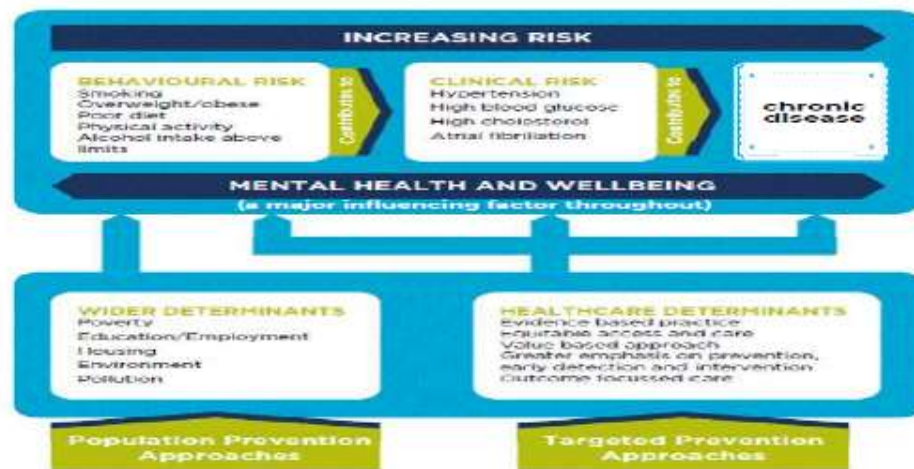 INCREASING RISK
BEHAVIOURAL RISK
Smoking
Overweight/obese
Poor diet
Physical activity
Alcohol intake above
limits
Contributes to
CLINICAL RISK
Hypertension
High blood glucose
High cholesterol
Atrial fibrillation
Contributes to
chronic
disease
MENTAL HEALTH AND WELLBEING
(a major influencing factor throughout)
WIDER DETERMINANTS
Poverty
Education/Employment
Housing
Environment
Pollution
HEALTHCARE DETERMINANTS
Evidence based practice
Equitable access and care
Value based approach
Greater emphasis on prevention,
early detection and intervention
Outcome focussed care
Population Prevention
Approaches
Targeted Prevention
Approaches